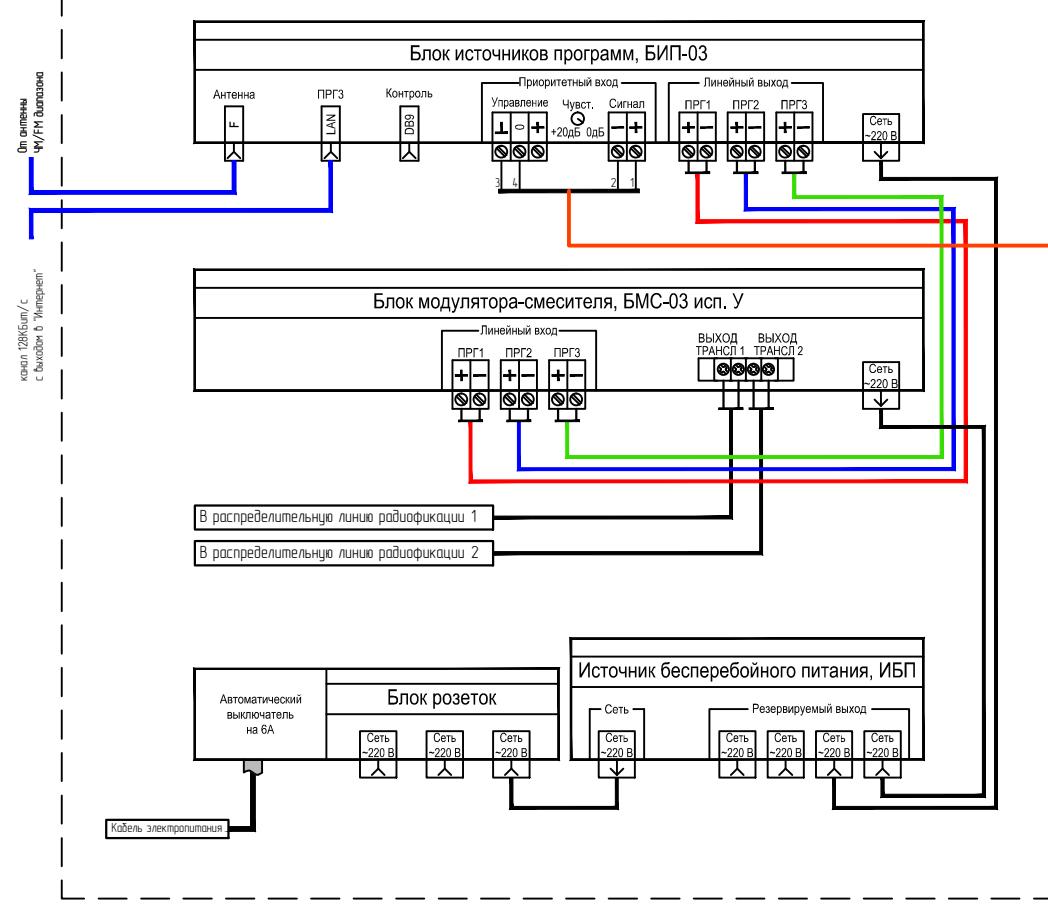 Блок источников программ, БИП-03
От антенны
ЧМ/FM диапазона
Антенна
F
ПРГ3
LAN
Контроль
DB9
Приоритетный вход
Управление
Чувст.
Сигнал
⊥ 0 +
+20дБ 0дБ
− +
3 4 2 1
Линейный выход
ПРГ1 ПРГ2 ПРГ3
+ − + − + −
Сеть
~220 В
канал 128КБит/с
с выходом в "Интернет"
Блок модулятора-смесителя, БМС-03 исп. У
Линейный вход
ПРГ1 ПРГ2 ПРГ3
+ − + − + −
ВЫХОД
ТРАНСЛ 1
ВЫХОД
ТРАНСЛ 2
Сеть
~220 В
В распределительную линию радиофикации 1
В распределительную линию радиофикации 2
Автоматический
выключатель
на 6А
Блок розеток
Сеть
~220 В
Сеть
~220 В
Сеть
~220 В
Источник бесперебойного питания, ИБП
Сеть
Сеть
~220 В
Резервируемый выход
Сеть
~220 В
Сеть
~220 В
Сеть
~220 В
Сеть
~220 В
Кабель электропитания